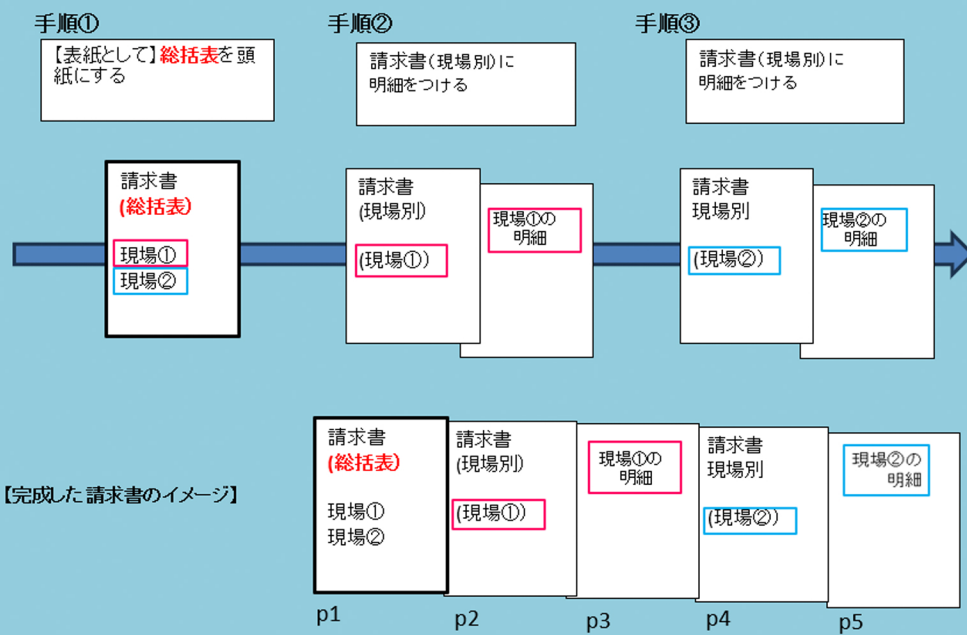 手順①
【表紙として】総括表を頭
紙にする
手順②
請求書(現場別)に
明細をつける
手順③
請求書(現場別)に
明細をつける
請求書
(総括表)
現場①
現場②
請求書
(現場別)
(現場①)
現場①の
明細
請求書
現場別
(現場②)
現場②の
明細
【完成した請求書のイメージ】
請求書
(総括表)
現場①
現場②
請求書
(現場別)
(現場①)
現場①の
明細
請求書
現場別
(現場②)
現場②の
明細
p1
p2
p3
p4
p5